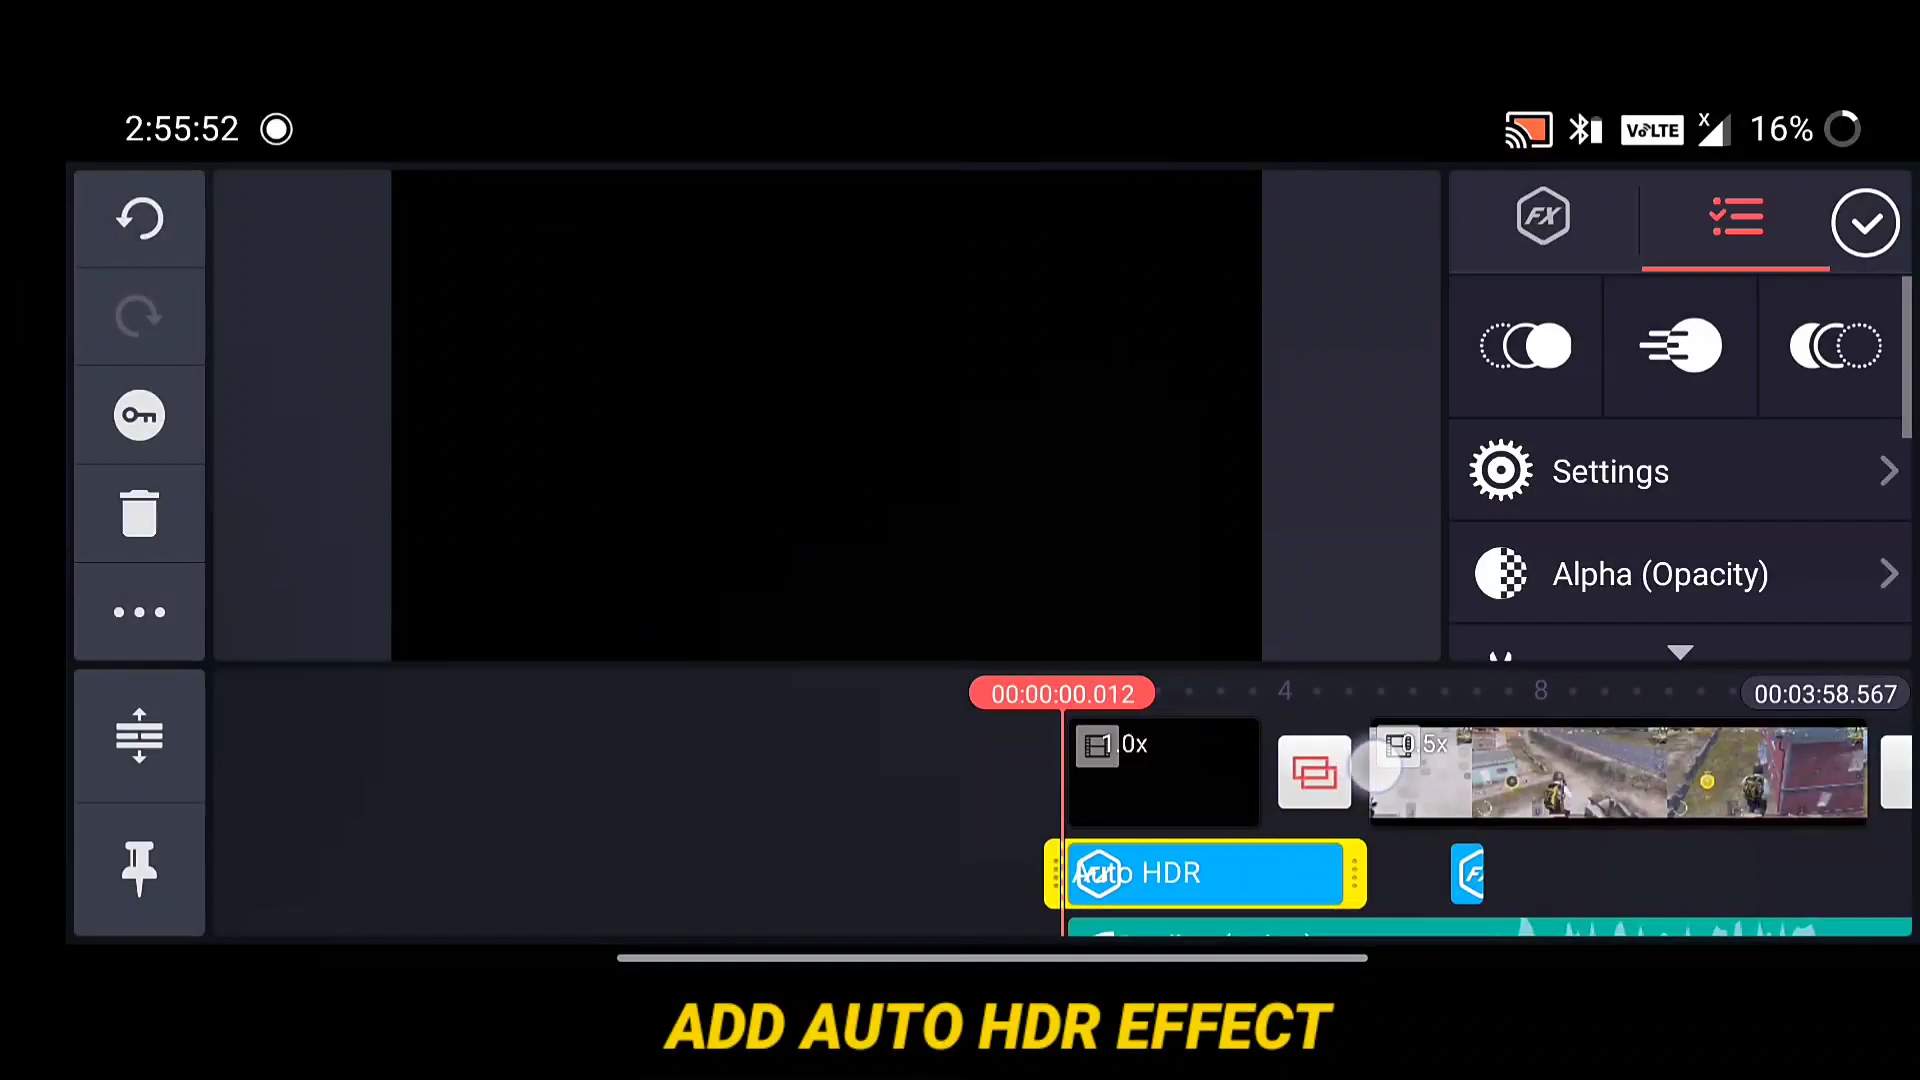 2:55:52
VoLTE
X
16%
FX
Settings
Alpha (Opacity)
00:00:00.012
4
8
00:03:58.567
1.0x
0.5x
Auto HDR
ADD AUTO HDR EFFECT